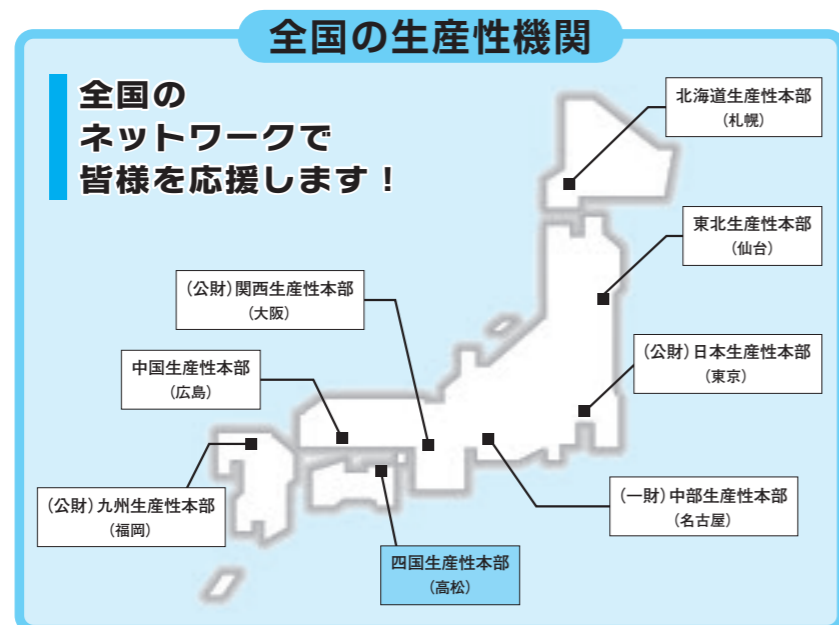 全国の生産性機関
全国の
ネットワークで
皆様を応援します！
北海道生産性本部
（札幌）
東北生産性本部
（仙台）
（公財）関西生産性本部
（大阪）
（公財）日本生産性本部
（東京）
中国生産性本部
（広島）
（一財）中部生産性本部
（名古屋）
（公財）九州生産性本部
（福岡）
四国生産性本部
（高松）